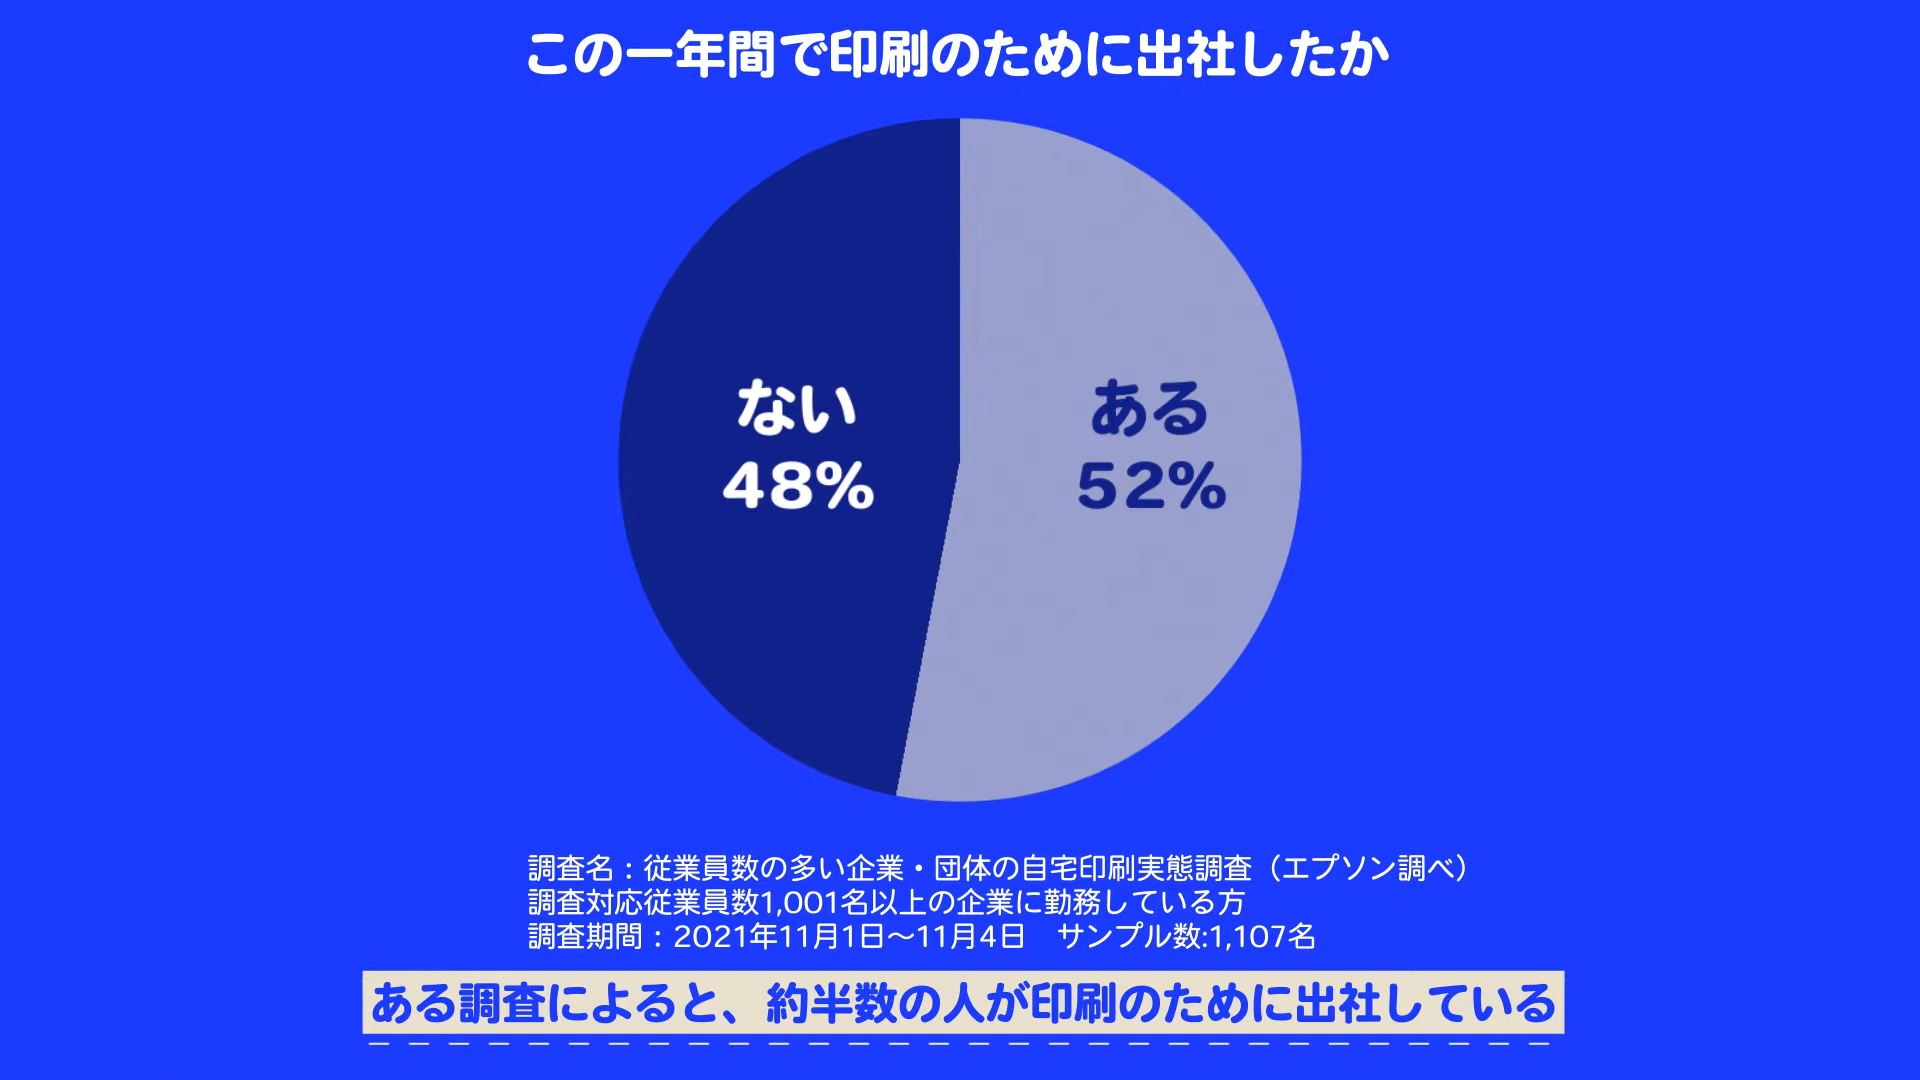 この一年間で印刷のために出社したか
ない
48%
ある
52%
調査名：従業員数の多い企業・団体の自宅印刷実態調査（エプソン調べ）
調査対応従業員数1,001名以上の企業に勤務している方
調査期間：2021年11月1日〜11月4日　サンプル数:1,107名
ある調査によると、約半数の人が印刷のために出社している